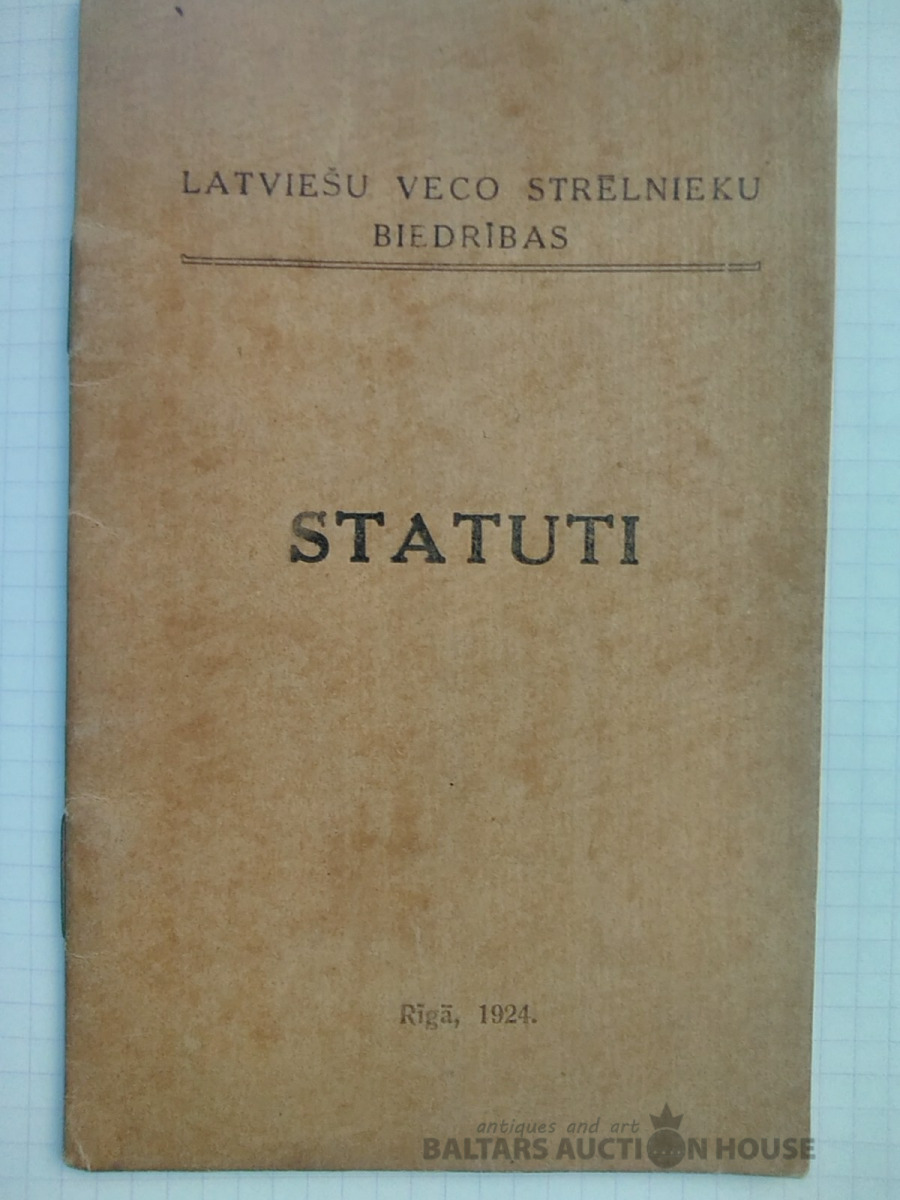 LATVIEŠU VECO STRĒLNIEKU
BIEDRĪBAS
STATUTI
Rīgā, 1924.
antiques and art
BALTARS AUCTION HOUSE